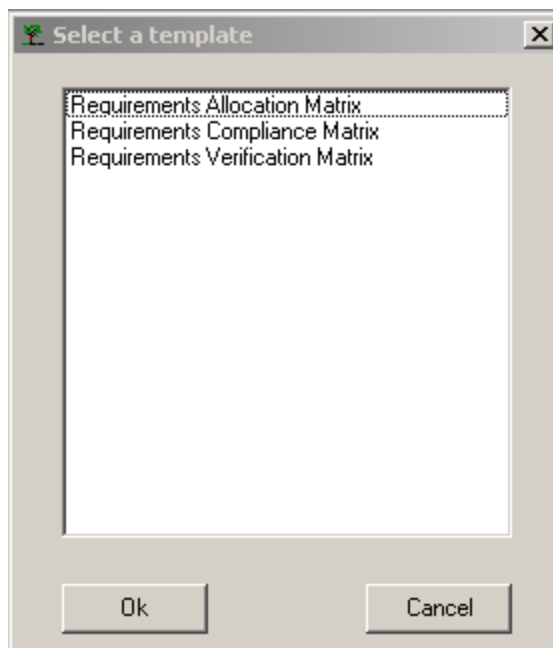 Select a template
Requirements Allocation Matrix
Requirements Compliance Matrix
Requirements Verification Matrix
Ok
Cancel